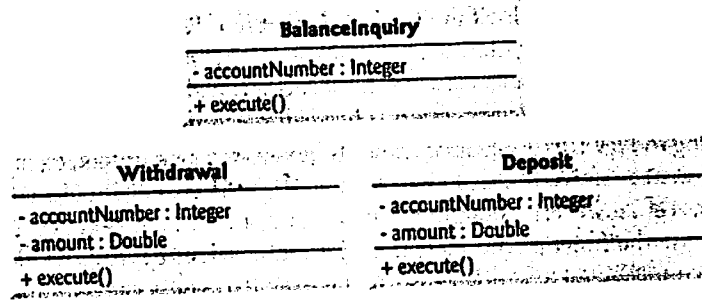 BalanceInquiry
- accountNumber : Integer
+ execute()
Withdrawal
- accountNumber : Integer
- amount : Double
+ execute()
Deposit
- accountNumber : Integer
- amount : Double
+ execute()